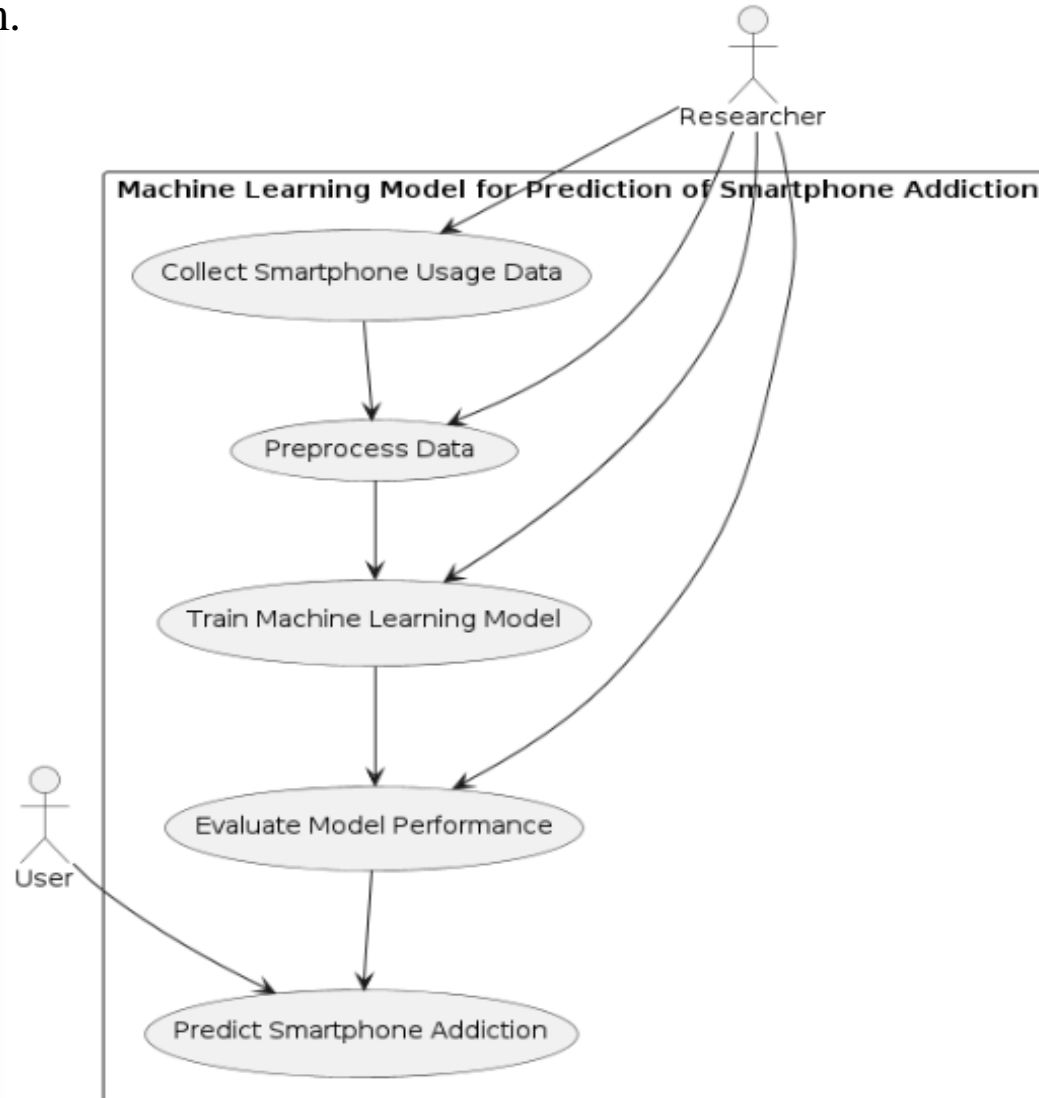 n.
Researcher
Machine Learning Model for Prediction of Smartphone Addiction
Collect Smartphone Usage Data
Preprocess Data
Train Machine Learning Model
Evaluate Model Performance
User
Predict Smartphone Addiction